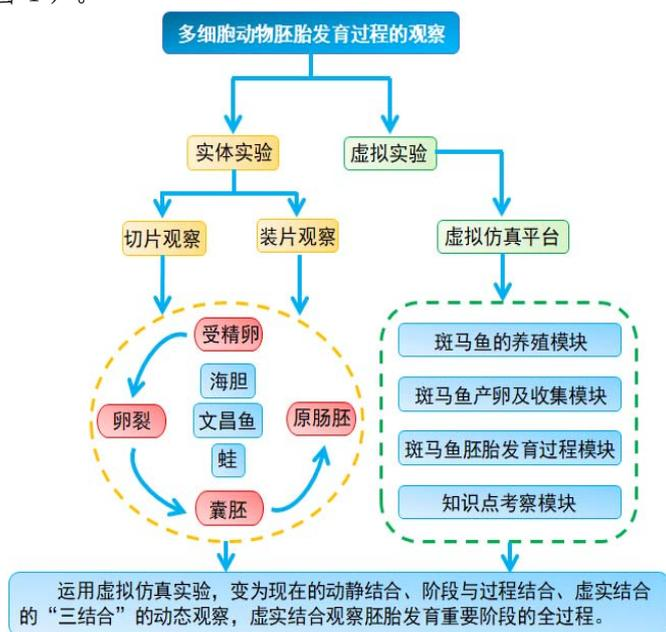 图1）。
多细胞动物胚胎发育过程的观察
实体实验
虚拟实验
切片观察
装片观察
虚拟仿真平台
受精卵
海胆
卵裂
文昌鱼
原肠胚
蛙
囊胚
斑马鱼的养殖模块
斑马鱼产卵及收集模块
斑马鱼胚胎发育过程模块
知识点考察模块
运用虚拟仿真实验，变为现在的动静结合、阶段与过程结合、虚实结合
的“三结合”的动态观察，虚实结合观察胚胎发育重要阶段的全过程。